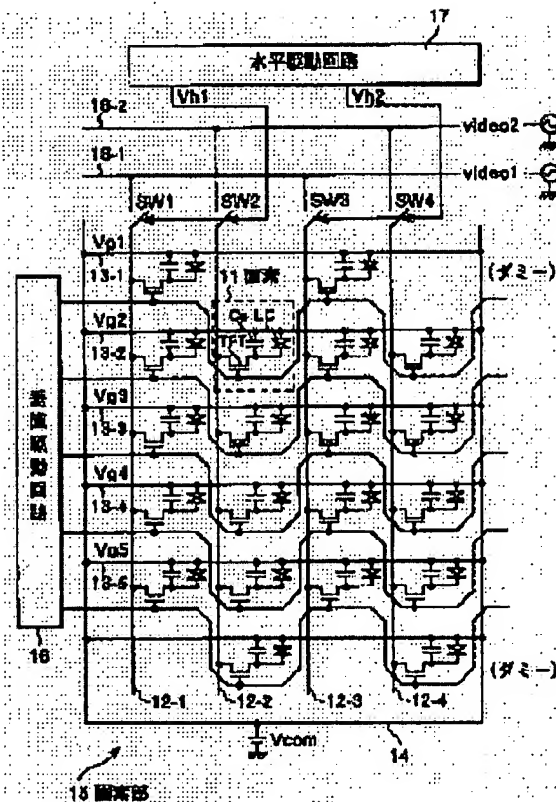 17
水平駆動回路
Vh1
Vh2
18-2
video2
18-1
video1
SW1
SW2
SW3
SW4
Vg1
13-1
11 画素
(ダミー)
Vg2
Cs
LC
13-2
TFT
Vg3
13-3
垂直駆動回路
Vg4
13-4
Vg5
13-5
16
(ダミー)
12-1
12-2
12-3
12-4
Vcom
14
15 画素部